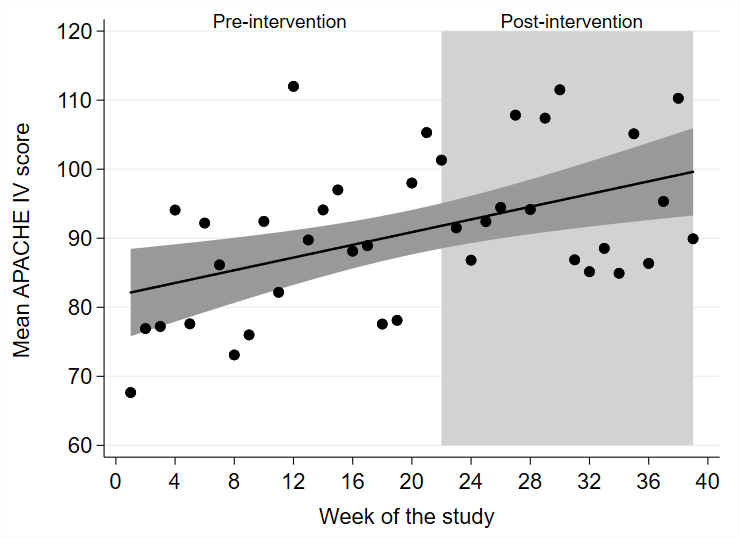 Pre-intervention Post-intervention
120
110
100
90
80
70
60
Mean APACHE IV score
0 4 8 12 16 20 24 28 32 36 40
Week of the study